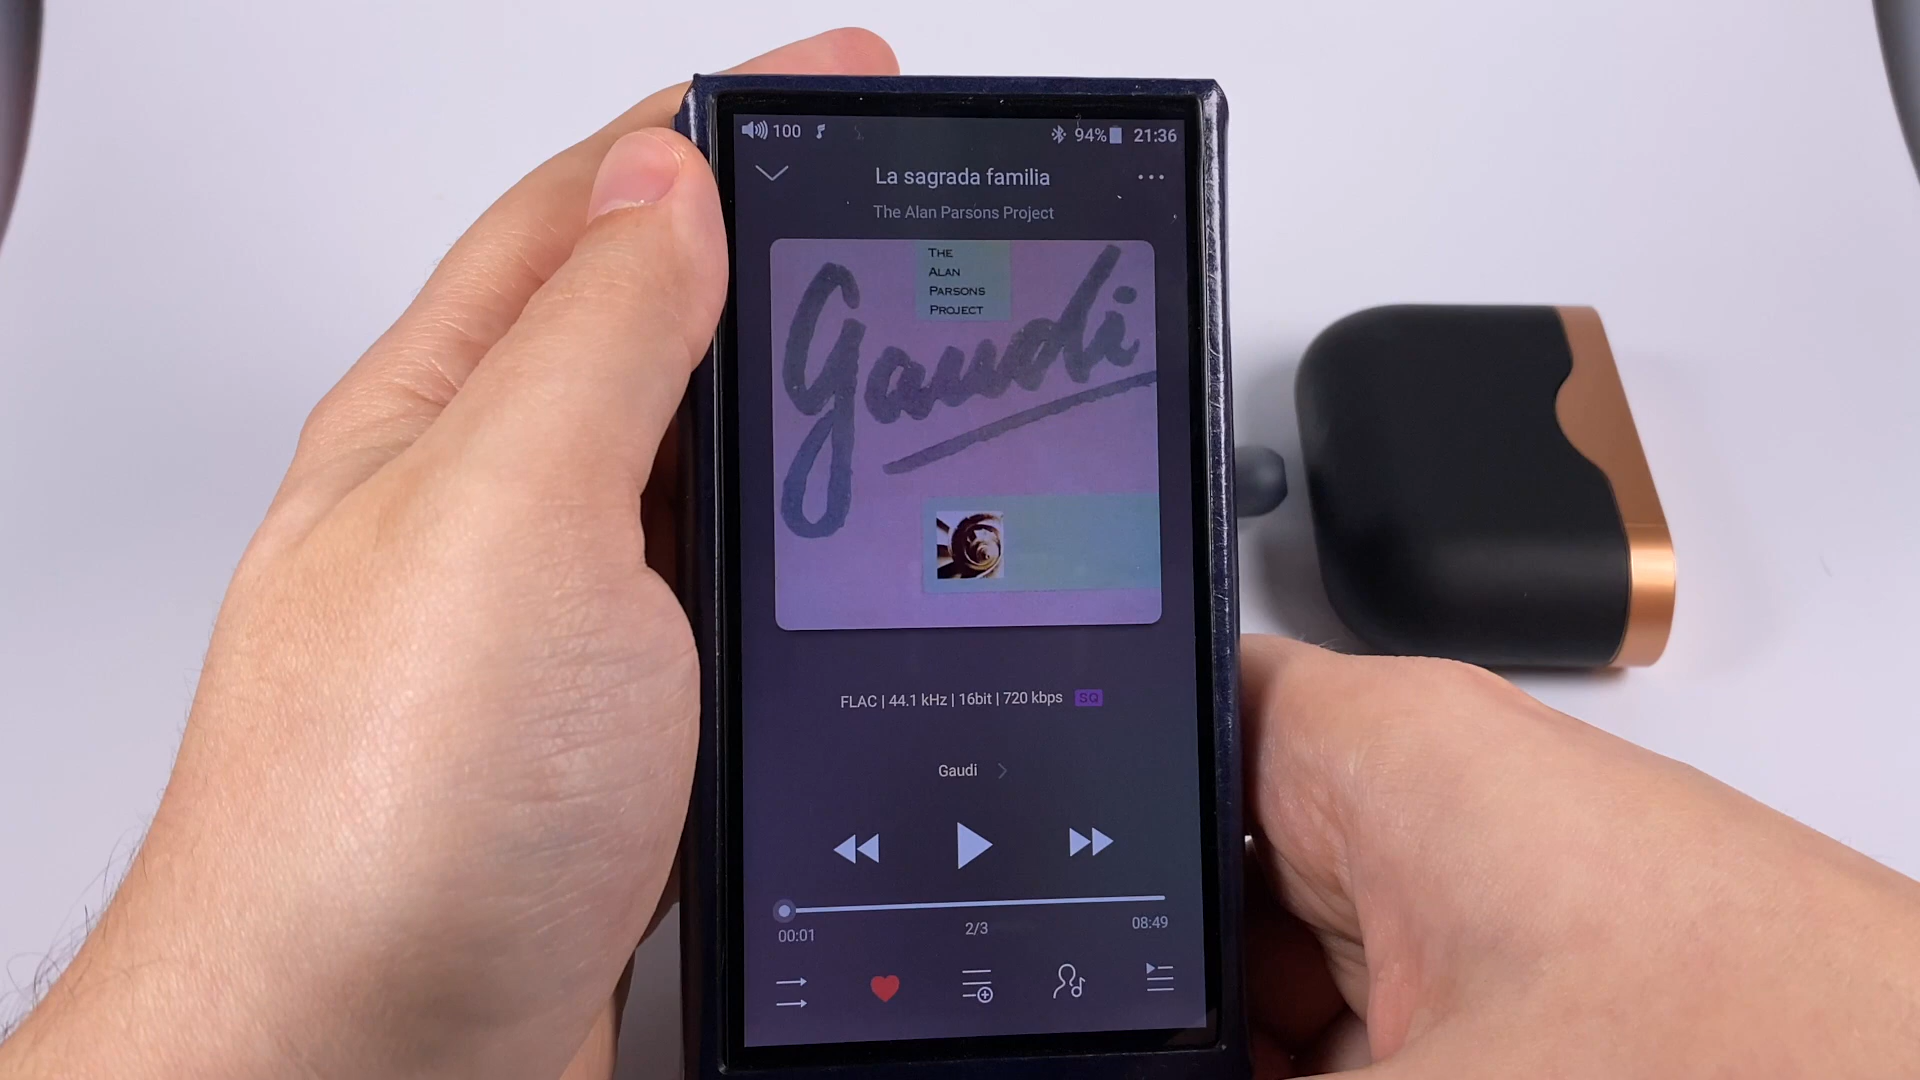 100
94% 21:36
La sagrada familia
The Alan Parsons Project
THE
ALAN
PARSONS
PROJECT
Gaudi
FLAC | 44.1 kHz | 16bit | 720 kbps SQ
Gaudi
00:01 2/3 08:49